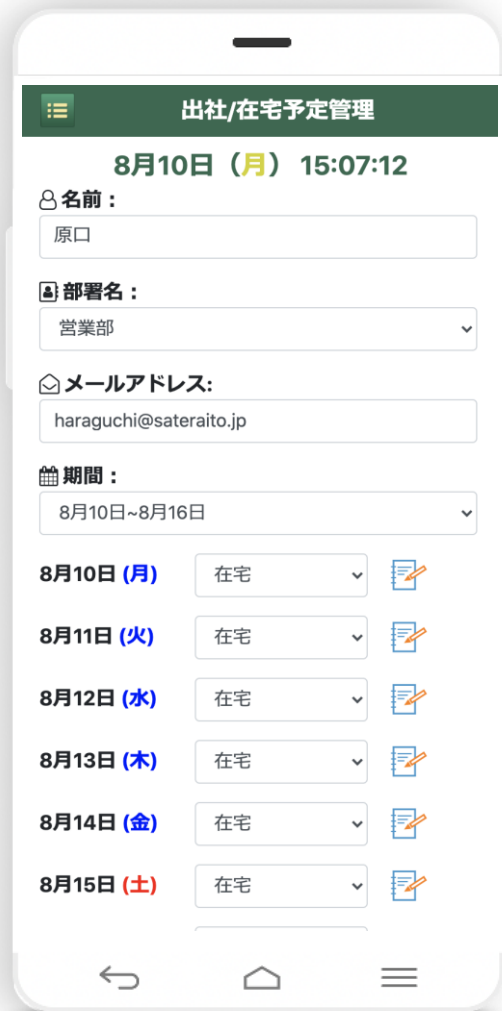 出社/在宅予定管理
8月10日（月） 15:07:12
名前：
原口
部署名：
営業部
メールアドレス:
haraguchi@sateraito.jp
期間：
8月10日~8月16日
8月10日 (月) 在宅
8月11日 (火) 在宅
8月12日 (水) 在宅
8月13日 (木) 在宅
8月14日 (金) 在宅
8月15日 (土) 在宅